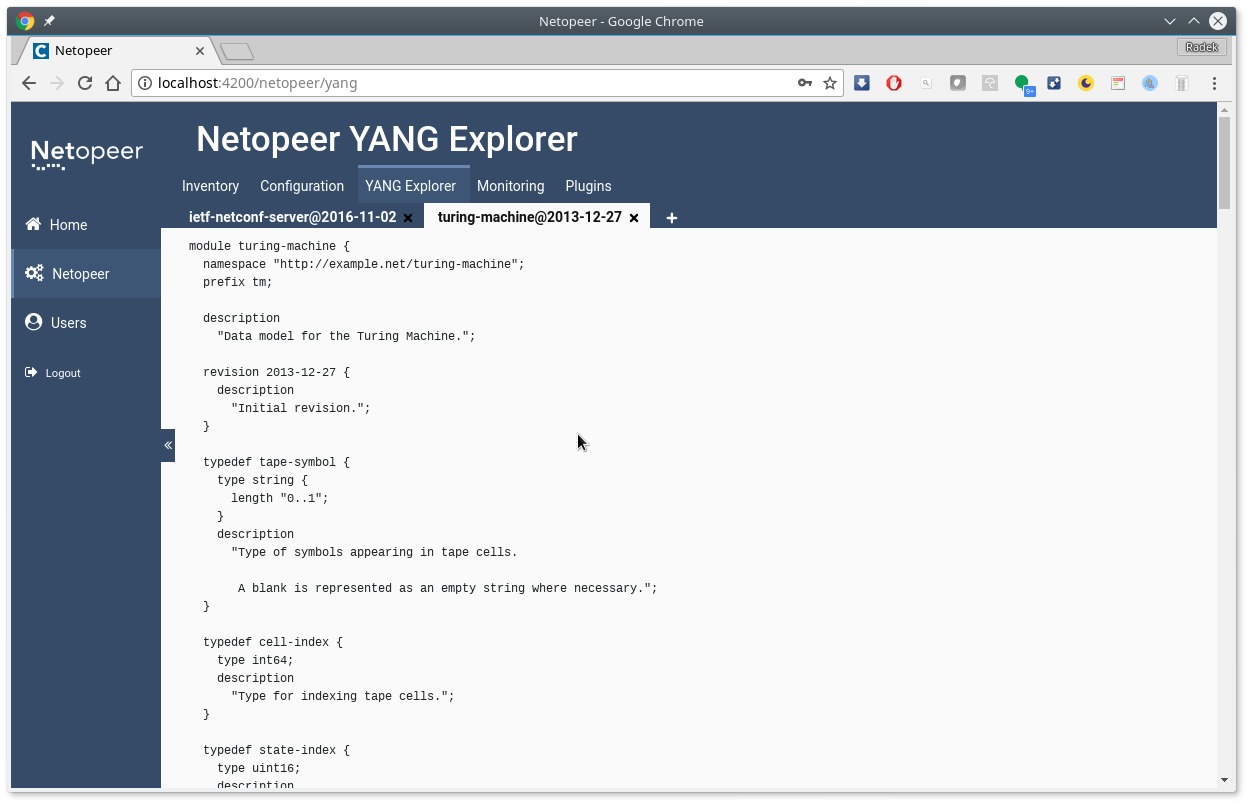 Netopeer - Google Chrome
Netopeer
Radek
localhost:4200/netopeer/yang
9+
Netopeer
Netopeer YANG Explorer
Inventory Configuration YANG Explorer Monitoring Plugins
ietf-netconf-server@2016-11-02 turing-machine@2013-12-27 +
Home
Netopeer
Users
Logout
«
module turing-machine {
  namespace "http://example.net/turing-machine";
  prefix tm;

  description
    "Data model for the Turing Machine.";

  revision 2013-12-27 {
    description
      "Initial revision.";
  }

  typedef tape-symbol {
    type string {
      length "0..1";
    }
    description
      "Type of symbols appearing in tape cells.

       A blank is represented as an empty string where necessary.";
  }

  typedef cell-index {
    type int64;
    description
      "Type for indexing tape cells.";
  }

  typedef state-index {
    type uint16;
    description